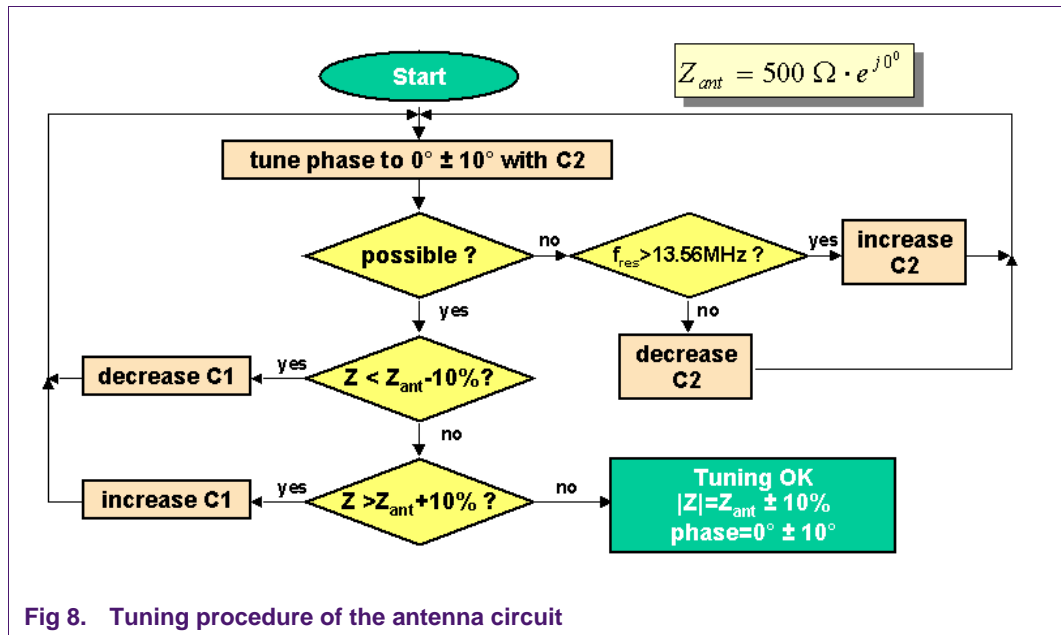 Start
Z_ant = 500 Ω · e^{j0^0}
tune phase to 0° ± 10° with C2
possible ?
no
f_res>13.56MHz ?
yes
increase
C2
yes
no
decrease
C2
decrease C1
yes
Z < Z_ant-10%?
no
increase C1
yes
Z >Z_ant+10% ?
no
Tuning OK
|Z|=Z_ant ± 10%
phase=0° ± 10°
Fig 8. Tuning procedure of the antenna circuit